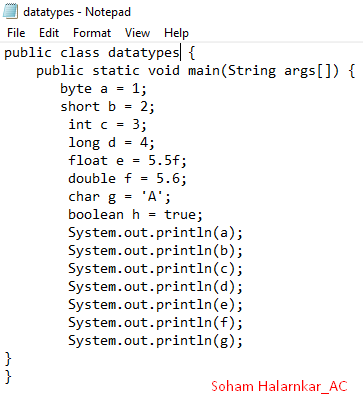 datatypes - Notepad
File Edit Format View Help
public class datatypes {
public static void main(String args[]) {
byte a = 1;
short b = 2;
int c = 3;
long d = 4;
float e = 5.5f;
double f = 5.6;
char g = 'A';
boolean h = true;
System.out.println(a);
System.out.println(b);
System.out.println(c);
System.out.println(d);
System.out.println(e);
System.out.println(f);
System.out.println(g);
}
}
Soham Halarnkar_AC